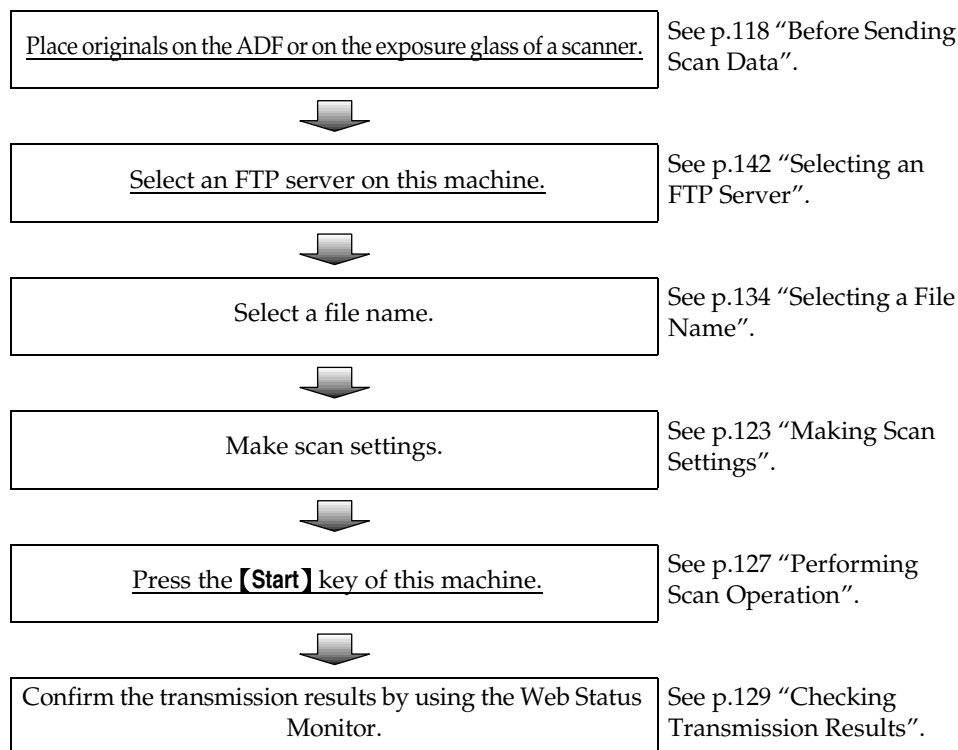 Place originals on the ADF or on the exposure glass of a scanner.
See p.118 “Before Sending
Scan Data”.
Select an FTP server on this machine.
See p.142 “Selecting an
FTP Server”.
Select a file name.
See p.134 “Selecting a File
Name”.
Make scan settings.
See p.123 “Making Scan
Settings”.
Press the【Start】key of this machine.
See p.127 “Performing
Scan Operation”.
Confirm the transmission results by using the Web Status
Monitor.
See p.129 “Checking
Transmission Results”.